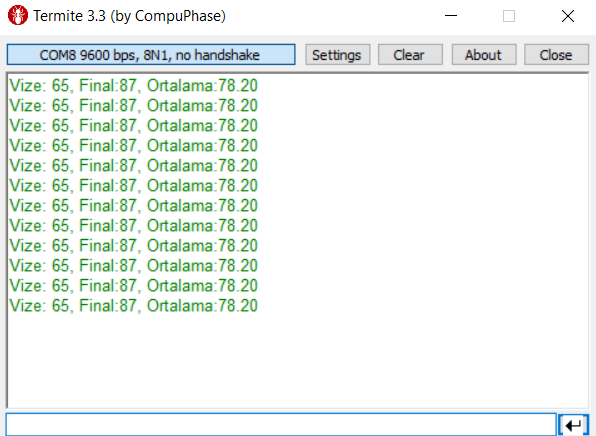 Termite 3.3 (by CompuPhase)
COM8 9600 bps, 8N1, no handshake Settings Clear About Close
Vize: 65, Final:87, Ortalama:78.20
Vize: 65, Final:87, Ortalama:78.20
Vize: 65, Final:87, Ortalama:78.20
Vize: 65, Final:87, Ortalama:78.20
Vize: 65, Final:87, Ortalama:78.20
Vize: 65, Final:87, Ortalama:78.20
Vize: 65, Final:87, Ortalama:78.20
Vize: 65, Final:87, Ortalama:78.20
Vize: 65, Final:87, Ortalama:78.20
Vize: 65, Final:87, Ortalama:78.20
Vize: 65, Final:87, Ortalama:78.20
Vize: 65, Final:87, Ortalama:78.20